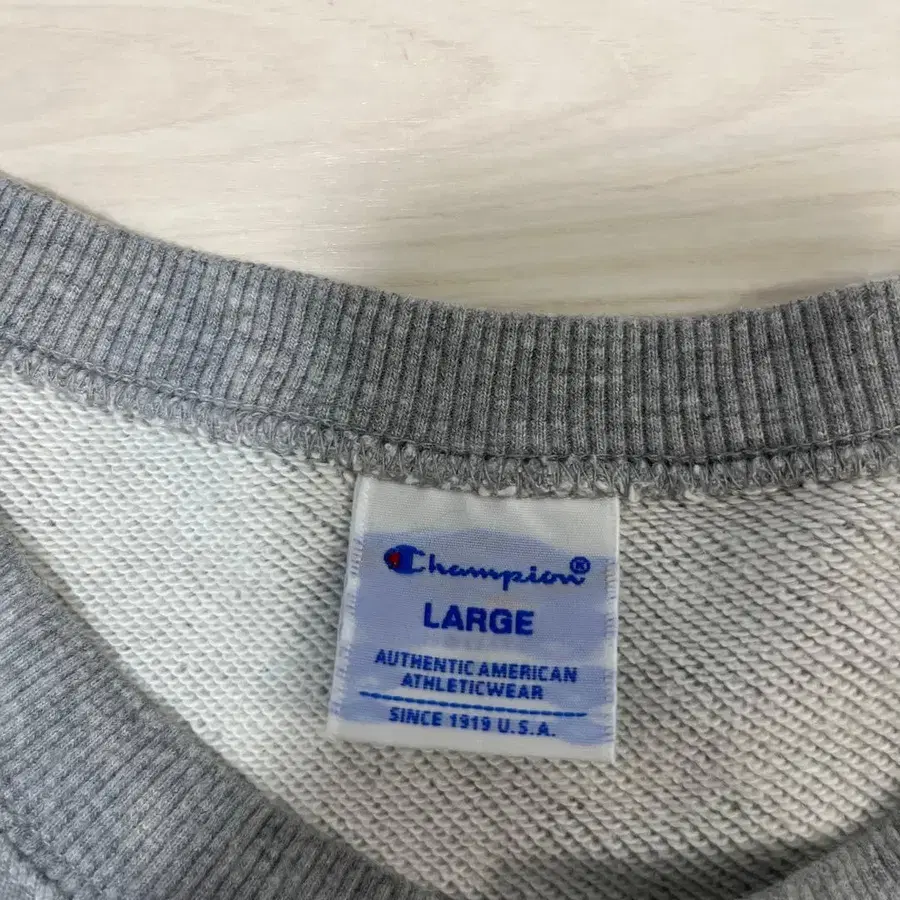 Champion®
LARGE
AUTHENTIC AMERICAN
ATHLETICWEAR
SINCE 1919 U.S.A.